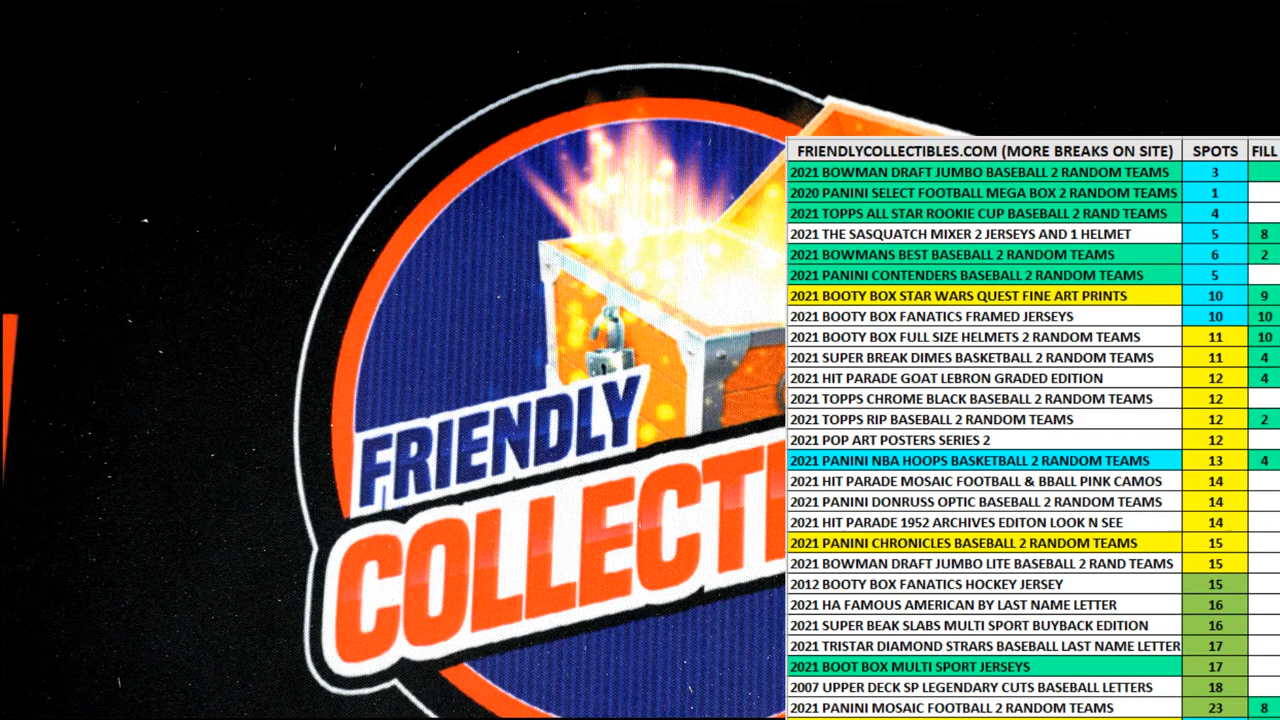 FRIENDLY
COLLECTI
FRIENDLYCOLLECTIBLES.COM (MORE BREAKS ON SITE) SPOTS FILL
2021 BOWMAN DRAFT JUMBO BASEBALL 2 RANDOM TEAMS 3
2020 PANINI SELECT FOOTBALL MEGA BOX 2 RANDOM TEAMS 1
2021 TOPPS ALL STAR ROOKIE CUP BASEBALL 2 RAND TEAMS 4
2021 THE SASQUATCH MIXER 2 JERSEYS AND 1 HELMET 5 8
2021 BOWMANS BEST BASEBALL 2 RANDOM TEAMS 6 2
2021 PANINI CONTENDERS BASEBALL 2 RANDOM TEAMS 5
2021 BOOTY BOX STAR WARS QUEST FINE ART PRINTS 10 9
2021 BOOTY BOX FANATICS FRAMED JERSEYS 10 10
2021 BOOTY BOX FULL SIZE HELMETS 2 RANDOM TEAMS 11 10
2021 SUPER BREAK DIMES BASKETBALL 2 RANDOM TEAMS 11 4
2021 HIT PARADE GOAT LEBRON GRADED EDITION 12 4
2021 TOPPS CHROME BLACK BASEBALL 2 RANDOM TEAMS 12
2021 TOPPS RIP BASEBALL 2 RANDOM TEAMS 12 2
2021 POP ART POSTERS SERIES 2 12
2021 PANINI NBA HOOPS BASKETBALL 2 RANDOM TEAMS 13 4
2021 HIT PARADE MOSAIC FOOTBALL & BBALL PINK CAMOS 14
2021 PANINI DONRUSS OPTIC BASEBALL 2 RANDOM TEAMS 14
2021 HIT PARADE 1952 ARCHIVES EDITON LOOK N SEE 14
2021 PANINI CHRONICLES BASEBALL 2 RANDOM TEAMS 15
2021 BOWMAN DRAFT JUMBO LITE BASEBALL 2 RAND TEAMS 15
2012 BOOTY BOX FANATICS HOCKEY JERSEY 15
2021 HA FAMOUS AMERICAN BY LAST NAME LETTER 16
2021 SUPER BEAK SLABS MULTI SPORT BUYBACK EDITION 16
2021 TRISTAR DIAMOND STRARS BASEBALL LAST NAME LETTER 17
2021 BOOT BOX MULTI SPORT JERSEYS 17
2007 UPPER DECK SP LEGENDARY CUTS BASEBALL LETTERS 18
2021 PANINI MOSAIC FOOTBALL 2 RANDOM TEAMS 23 8